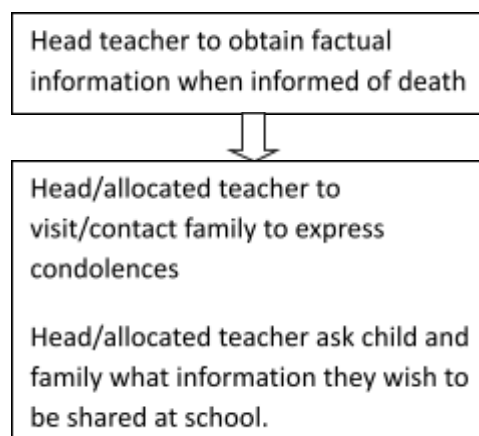 Head teacher to obtain factual
information when informed of death
Head/allocated teacher to
visit/contact family to express
condolences
Head/allocated teacher ask child and
family what information they wish to
be shared at school.